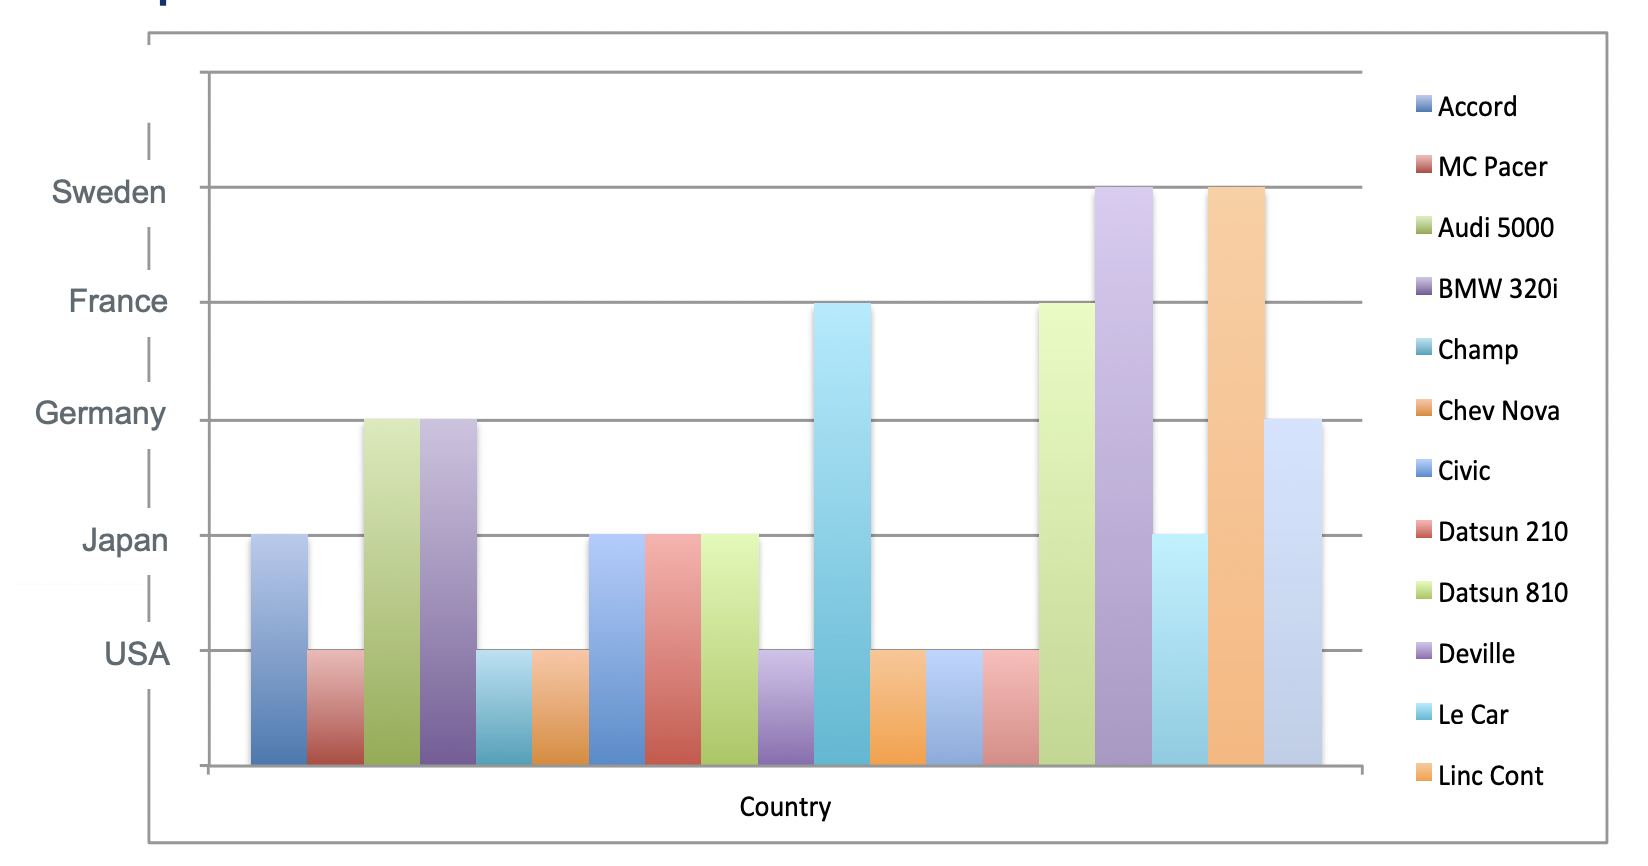 Sweden
France
Germany
Japan
USA
Country
Accord
MC Pacer
Audi 5000
BMW 320i
Champ
Chev Nova
Civic
Datsun 210
Datsun 810
Deville
Le Car
Linc Cont